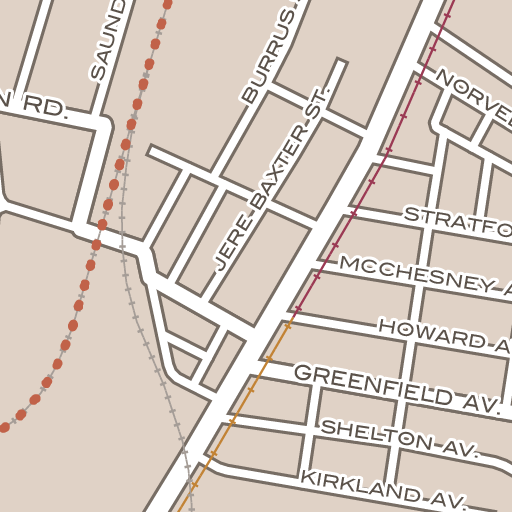 SAUND
BURRUS
N RD.
JERE-BAXTER-ST.
NORVEL
STRATFO
MCCHESNEY A
HOWARD A
GREENFIELD AV.
SHELTON AV.
KIRKLAND AV.